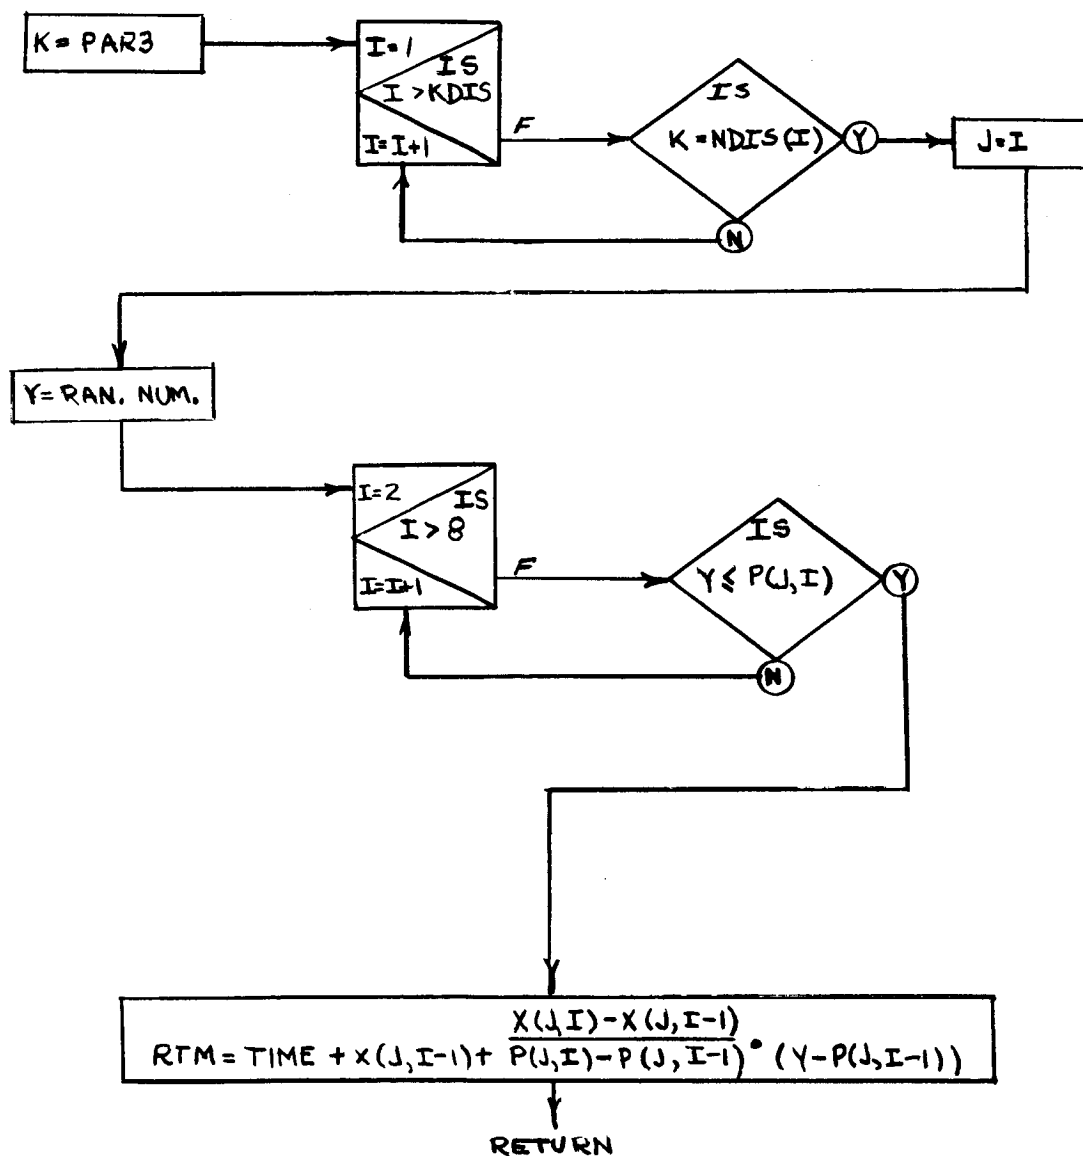 K = PAR3
I=1
IS
I > KDIS
I=I+1
F
IS
K = NDIS(I)
Y
N
J=I
Y= RAN. NUM.
I=2
IS
I > 8
I=I+1
F
IS
Y ≤ P(J,I)
Y
N
X(J,I)-X(J,I-1)
RTM = TIME + X(J,I-1) + P(J,I)-P(J,I-1) • (Y-P(J,I-1))
RETURN